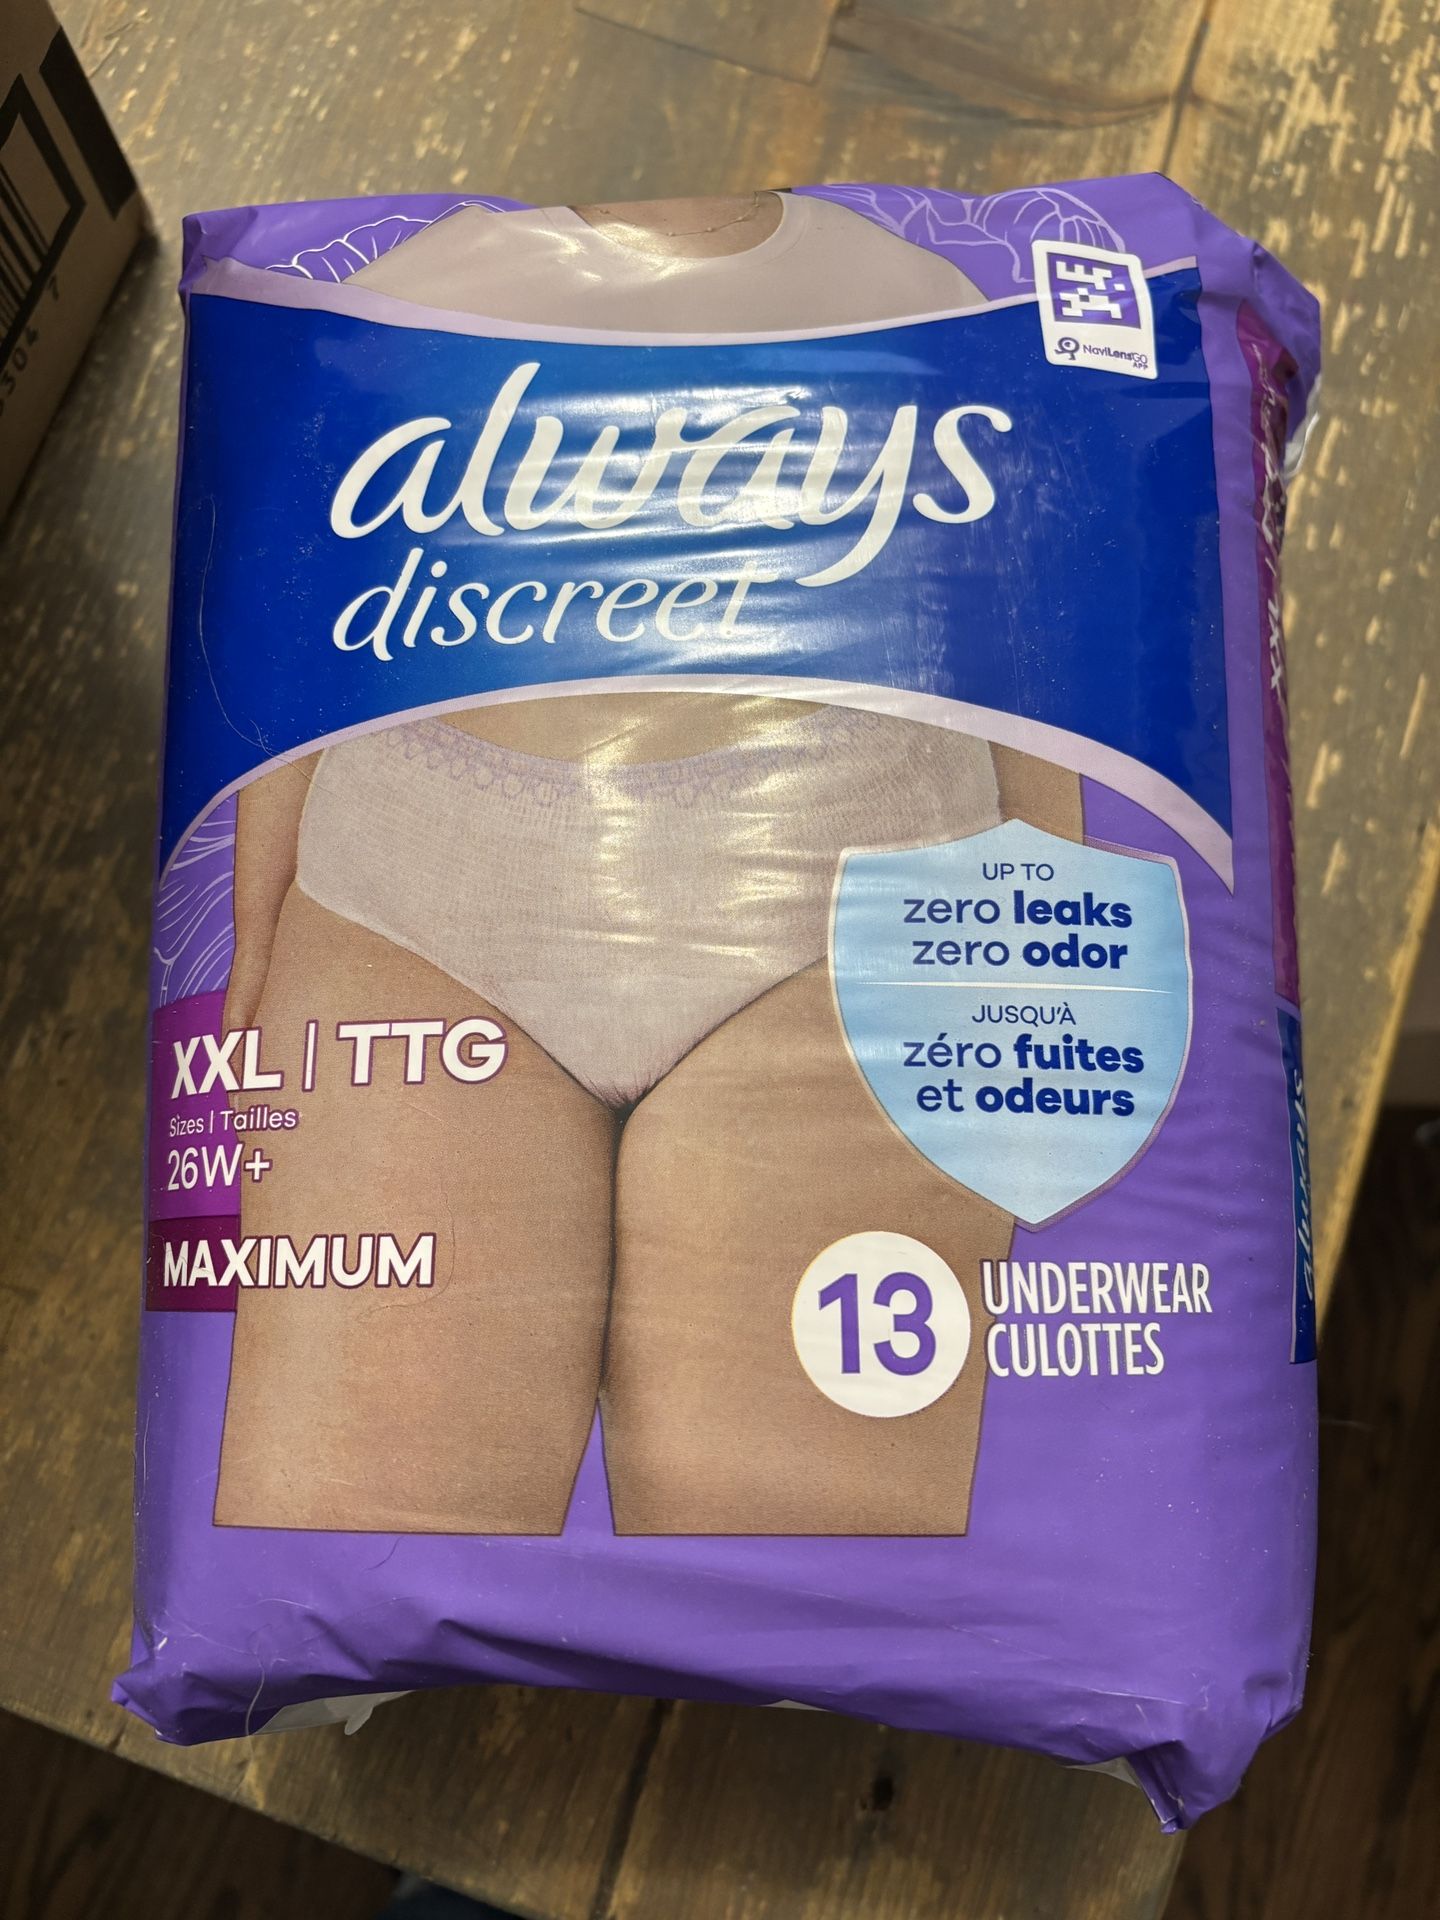 always
discreet
NaviLensGO
APP
UP TO
zero leaks
zero odor
JUSQU'À
zéro fuites
et odeurs
XXL | TTG
Sizes | Tailles
26W+
MAXIMUM
13
UNDERWEAR
CULOTTES